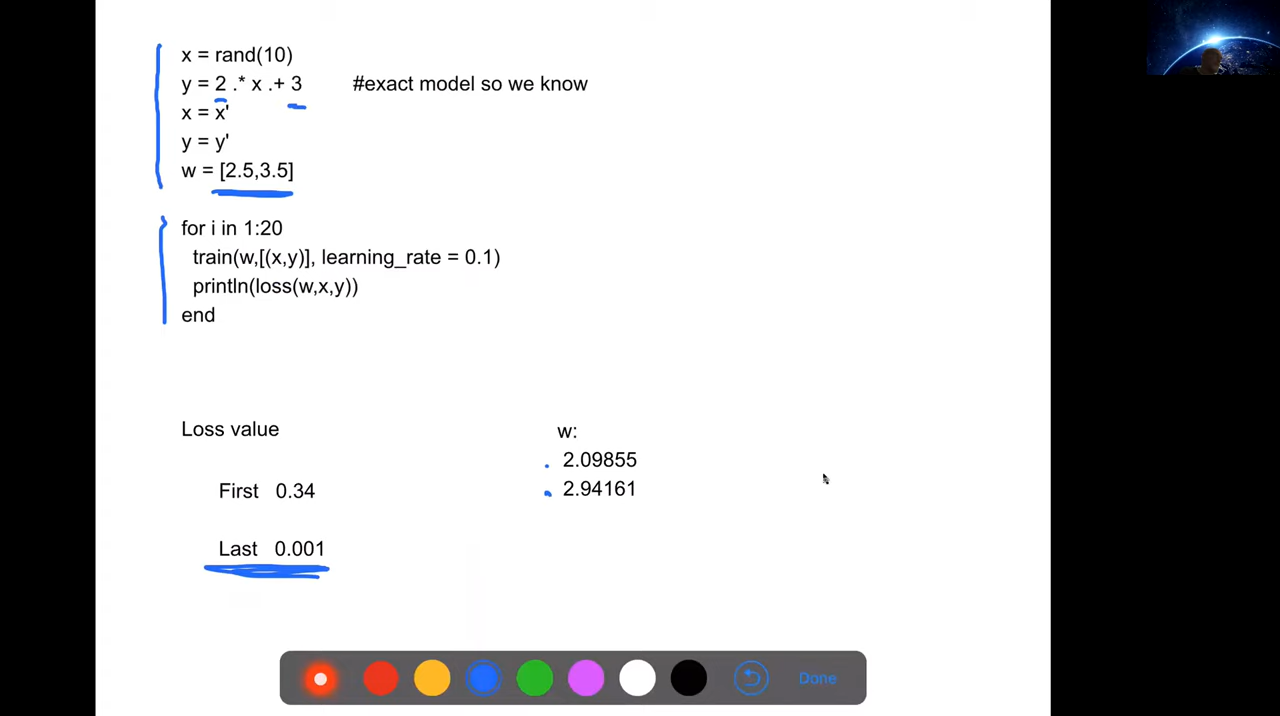 x = rand(10)
y = 2 .* x .+ 3 #exact model so we know
x = x'
y = y'
w = [2.5,3.5]
for i in 1:20
train(w,[(x,y)], learning_rate = 0.1)
println(loss(w,x,y))
end
Loss value
First 0.34
Last 0.001
w:
2.09855
2.94161
Done